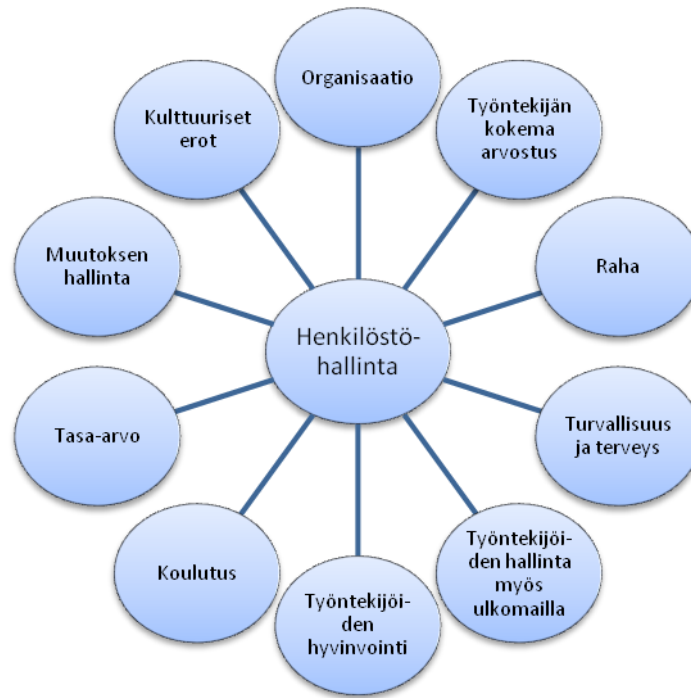 Organisaatio
Työntekijän
kokema
arvostus
Raha
Turvallisuus
ja terveys
Työntekijöi-
den hallinta
myös
ulkomailla
Työntekijöi-
den
hyvinvointi
Koulutus
Tasa-arvo
Muutoksen
hallinta
Kulttuuriset
erot
Henkilöstö-
hallinta